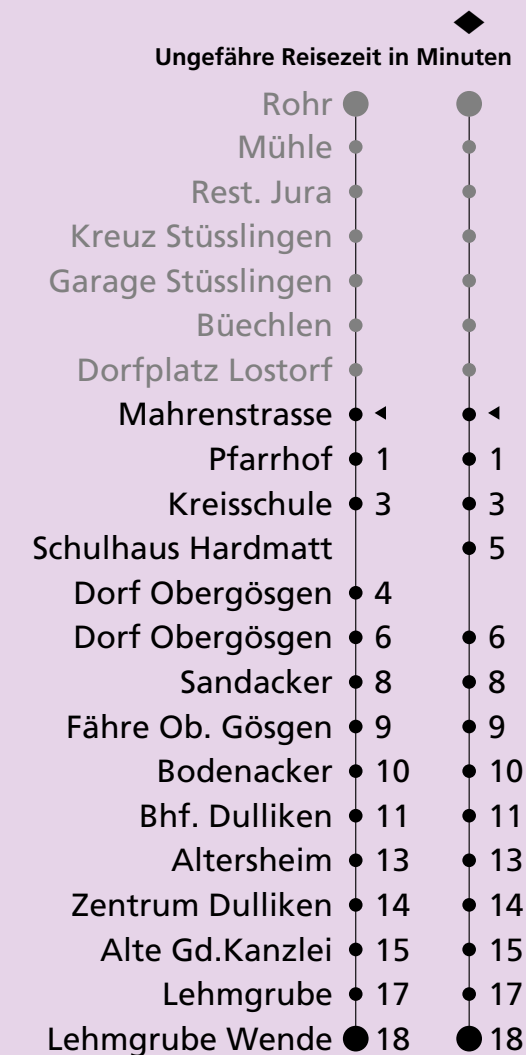 Ungefähre Reisezeit in Minuten
Rohr
Mühle
Rest. Jura
Kreuz Stüsslingen
Garage Stüsslingen
Büechlen
Dorfplatz Lostorf
Mahrenstrasse
Pfarrhof 1 1
Kreisschule 3 3
Schulhaus Hardmatt 5
Dorf Obergösgen 4
Dorf Obergösgen 6 6
Sandacker 8 8
Fähre Ob. Gösgen 9 9
Bodenacker 10 10
Bhf. Dulliken 11 11
Altersheim 13 13
Zentrum Dulliken 14 14
Alte Gd.Kanzlei 15 15
Lehmgrube 17 17
Lehmgrube Wende 18 18